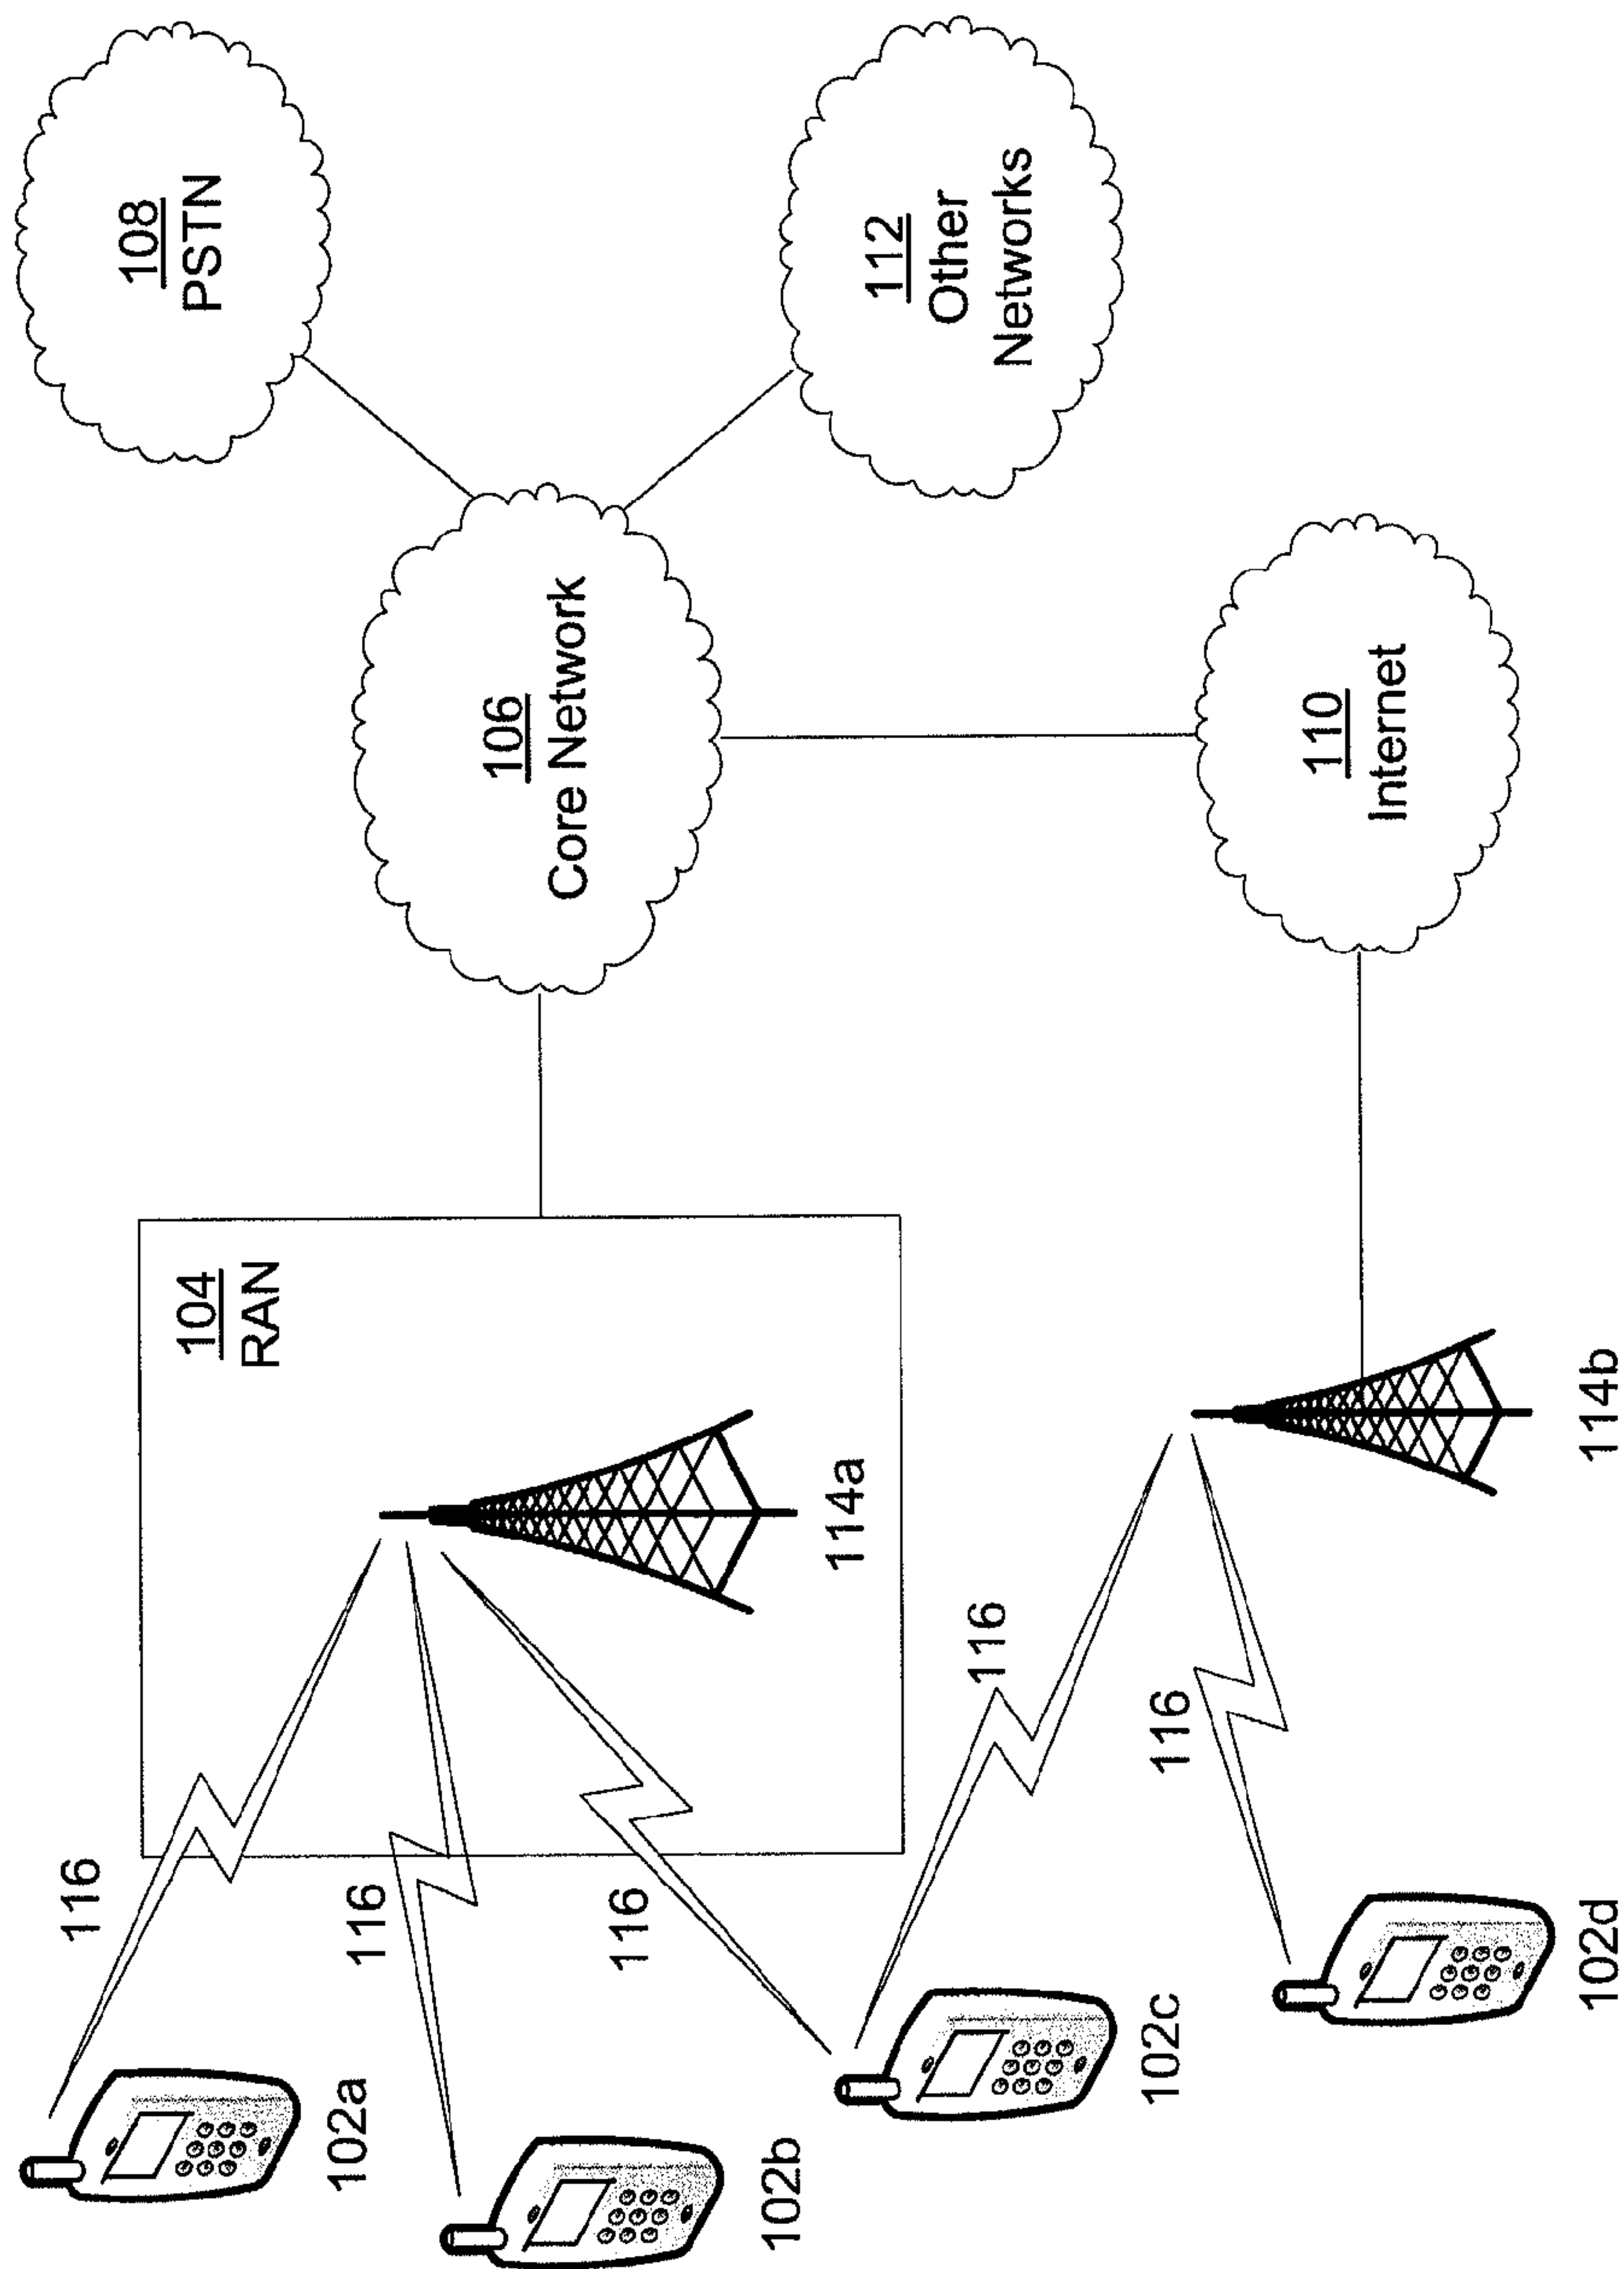 108
PSTN
106
Core Network
112
Other
Networks
104
RAN
110
Internet
114a
114b
116
116
116
116
116
102a
102b
102c
102d